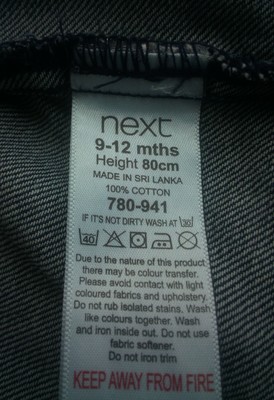 next
9-12 mths
Height 80cm
MADE IN SRI LANKA
100% COTTON
780-941
IF IT'S NOT DIRTY WASH AT 30
40
Due to the nature of this product
there may be colour transfer.
Please avoid contact with light
coloured fabrics and upholstery.
Do not rub isolated stains. Wash
like colours together. Wash
and iron inside out. Do not use
fabric softener.
Do not iron trim
KEEP AWAY FROM FIRE